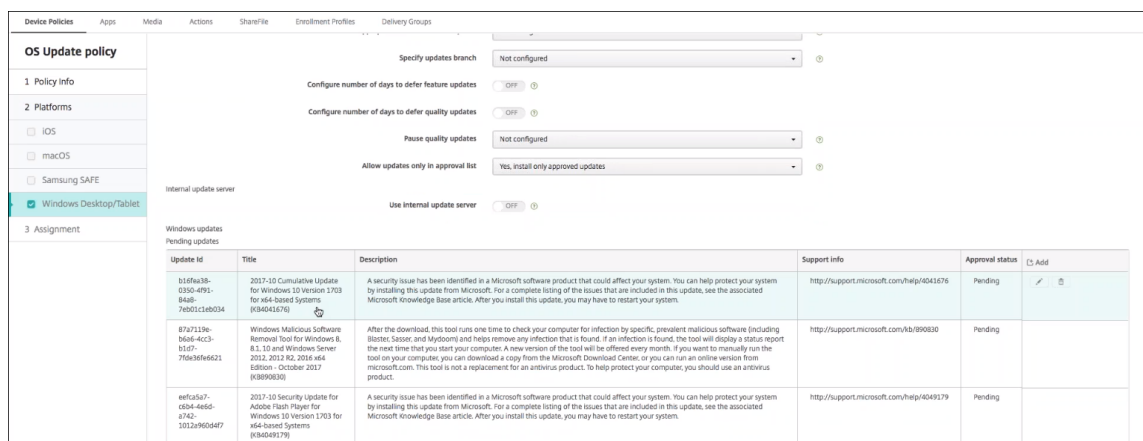 Device Policies Apps Media Actions ShareFile Enrollment Profiles Delivery Groups
OS Update policy
1 Policy Info
2 Platforms
iOS
macOS
Samsung SAFE
Windows Desktop/Tablet
3 Assignment
Specify updates branch Not configured
Configure number of days to defer feature updates OFF
Configure number of days to defer quality updates OFF
Pause quality updates Not configured
Allow updates only in approval list Yes, install only approved updates
Internal update server
Use internal update server OFF
Windows updates
Pending updates
Update Id Title Description Support info Approval status Add
b16fea38-
0350-4f91-
84a8-
7eb01c1eb034
2017-10 Cumulative Update
for Windows 10 Version 1703
for x64-based Systems
(KB4041676)
A security issue has been identified in a Microsoft software product that could affect your system. You can help protect your system
by installing this update from Microsoft. For a complete listing of the issues that are included in this update, see the associated
Microsoft Knowledge Base article. After you install this update, you may have to restart your system.
http://support.microsoft.com/help/4041676
Pending
87a7119e-
b6a6-4cc3-
b1d7-
7fde36fe6621
Windows Malicious Software
Removal Tool for Windows 8,
8.1, 10 and Windows Server
2012, 2012 R2, 2016 x64
Edition - October 2017
(KB890830)
After the download, this tool runs one time to check your computer for infection by specific, prevalent malicious software (including
Blaster, Sasser, and Mydoom) and helps remove any infection that is found. If an infection is found, the tool will display a status report
the next time that you start your computer. A new version of the tool will be offered every month. If you want to manually run the
tool on your computer, you can download a copy from the Microsoft Download Center, or you can run an online version from
microsoft.com. This tool is not a replacement for an antivirus product. To help protect your computer, you should use an antivirus
product.
http://support.microsoft.com/kb/890830
Pending
eefca5a7-
c6b4-4e6d-
a742-
1012a960d4f7
2017-10 Security Update for
Adobe Flash Player for
Windows 10 Version 1703 for
x64-based Systems
(KB4049179)
A security issue has been identified in a Microsoft software product that could affect your system. You can help protect your system
by installing this update from Microsoft. For a complete listing of the issues that are included in this update, see the associated
Microsoft Knowledge Base article. After you install this update, you may have to restart your system.
http://support.microsoft.com/help/4049179
Pending